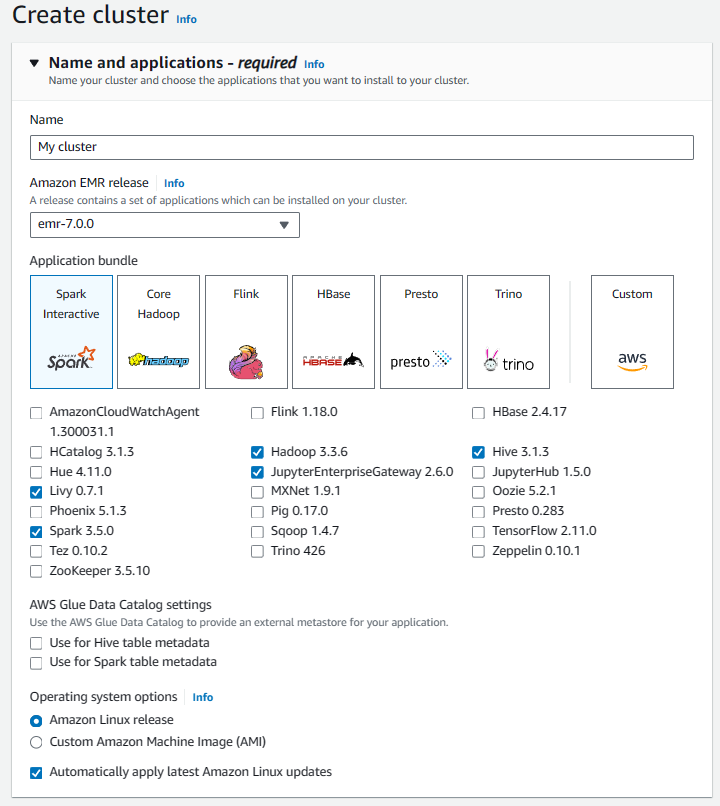 Create cluster Info
Name and applications - required Info
Name your cluster and choose the applications that you want to install to your cluster.
Name
My cluster
Amazon EMR release Info
A release contains a set of applications which can be installed on your cluster.
emr-7.0.0
Application bundle
Spark Interactive
Core Hadoop
Flink
HBase
Presto
Trino
Custom
APACHE Spark
hadoop
APACHE HBASE
presto
trino
aws
AmazonCloudWatchAgent 1.300031.1
Flink 1.18.0
HBase 2.4.17
HCatalog 3.1.3
Hadoop 3.3.6
Hive 3.1.3
Hue 4.11.0
JupyterEnterpriseGateway 2.6.0
JupyterHub 1.5.0
Livy 0.7.1
MXNet 1.9.1
Oozie 5.2.1
Phoenix 5.1.3
Pig 0.17.0
Presto 0.283
Spark 3.5.0
Sqoop 1.4.7
TensorFlow 2.11.0
Tez 0.10.2
Trino 426
Zeppelin 0.10.1
ZooKeeper 3.5.10
AWS Glue Data Catalog settings
Use the AWS Glue Data Catalog to provide an external metastore for your application.
Use for Hive table metadata
Use for Spark table metadata
Operating system options Info
Amazon Linux release
Custom Amazon Machine Image (AMI)
Automatically apply latest Amazon Linux updates